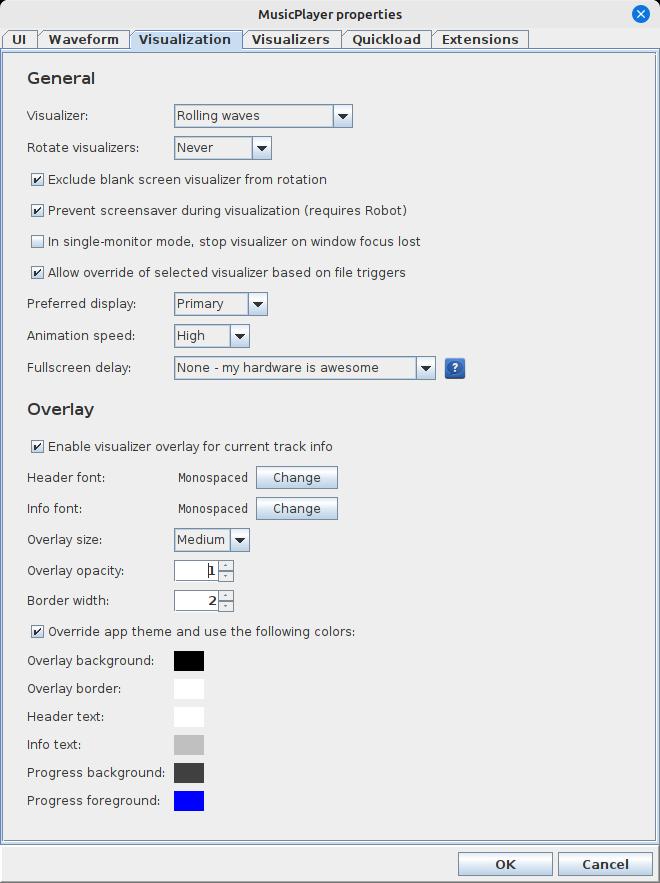 MusicPlayer properties
UI Waveform Visualization Visualizers Quickload Extensions
General
Visualizer: Rolling waves
Rotate visualizers: Never
Exclude blank screen visualizer from rotation
Prevent screensaver during visualization (requires Robot)
In single-monitor mode, stop visualizer on window focus lost
Allow override of selected visualizer based on file triggers
Preferred display: Primary
Animation speed: High
Fullscreen delay: None - my hardware is awesome ?
Overlay
Enable visualizer overlay for current track info
Header font: Monospaced Change
Info font: Monospaced Change
Overlay size: Medium
Overlay opacity: 1
Border width: 2
Override app theme and use the following colors:
Overlay background:
Overlay border:
Header text:
Info text:
Progress background:
Progress foreground:
OK Cancel